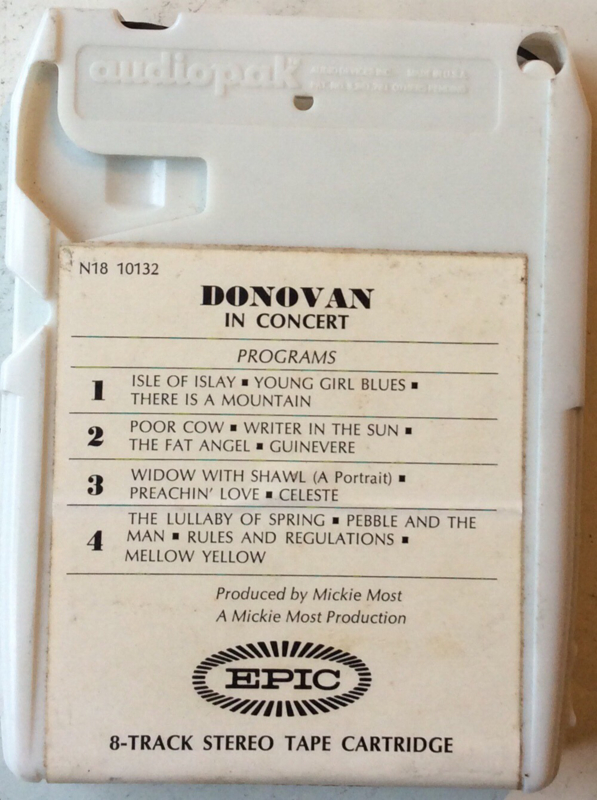 audiopak
N18 10132
DONOVAN
IN CONCERT
PROGRAMS
1 ISLE OF ISLAY ▪ YOUNG GIRL BLUES ▪
THERE IS A MOUNTAIN
2 POOR COW ▪ WRITER IN THE SUN ▪
THE FAT ANGEL ▪ GUINEVERE
3 WIDOW WITH SHAWL (A Portrait) ▪
PREACHIN' LOVE ▪ CELESTE
4 THE LULLABY OF SPRING ▪ PEBBLE AND THE
MAN ▪ RULES AND REGULATIONS ▪
MELLOW YELLOW
Produced by Mickie Most
A Mickie Most Production
EPIC
8-TRACK STEREO TAPE CARTRIDGE